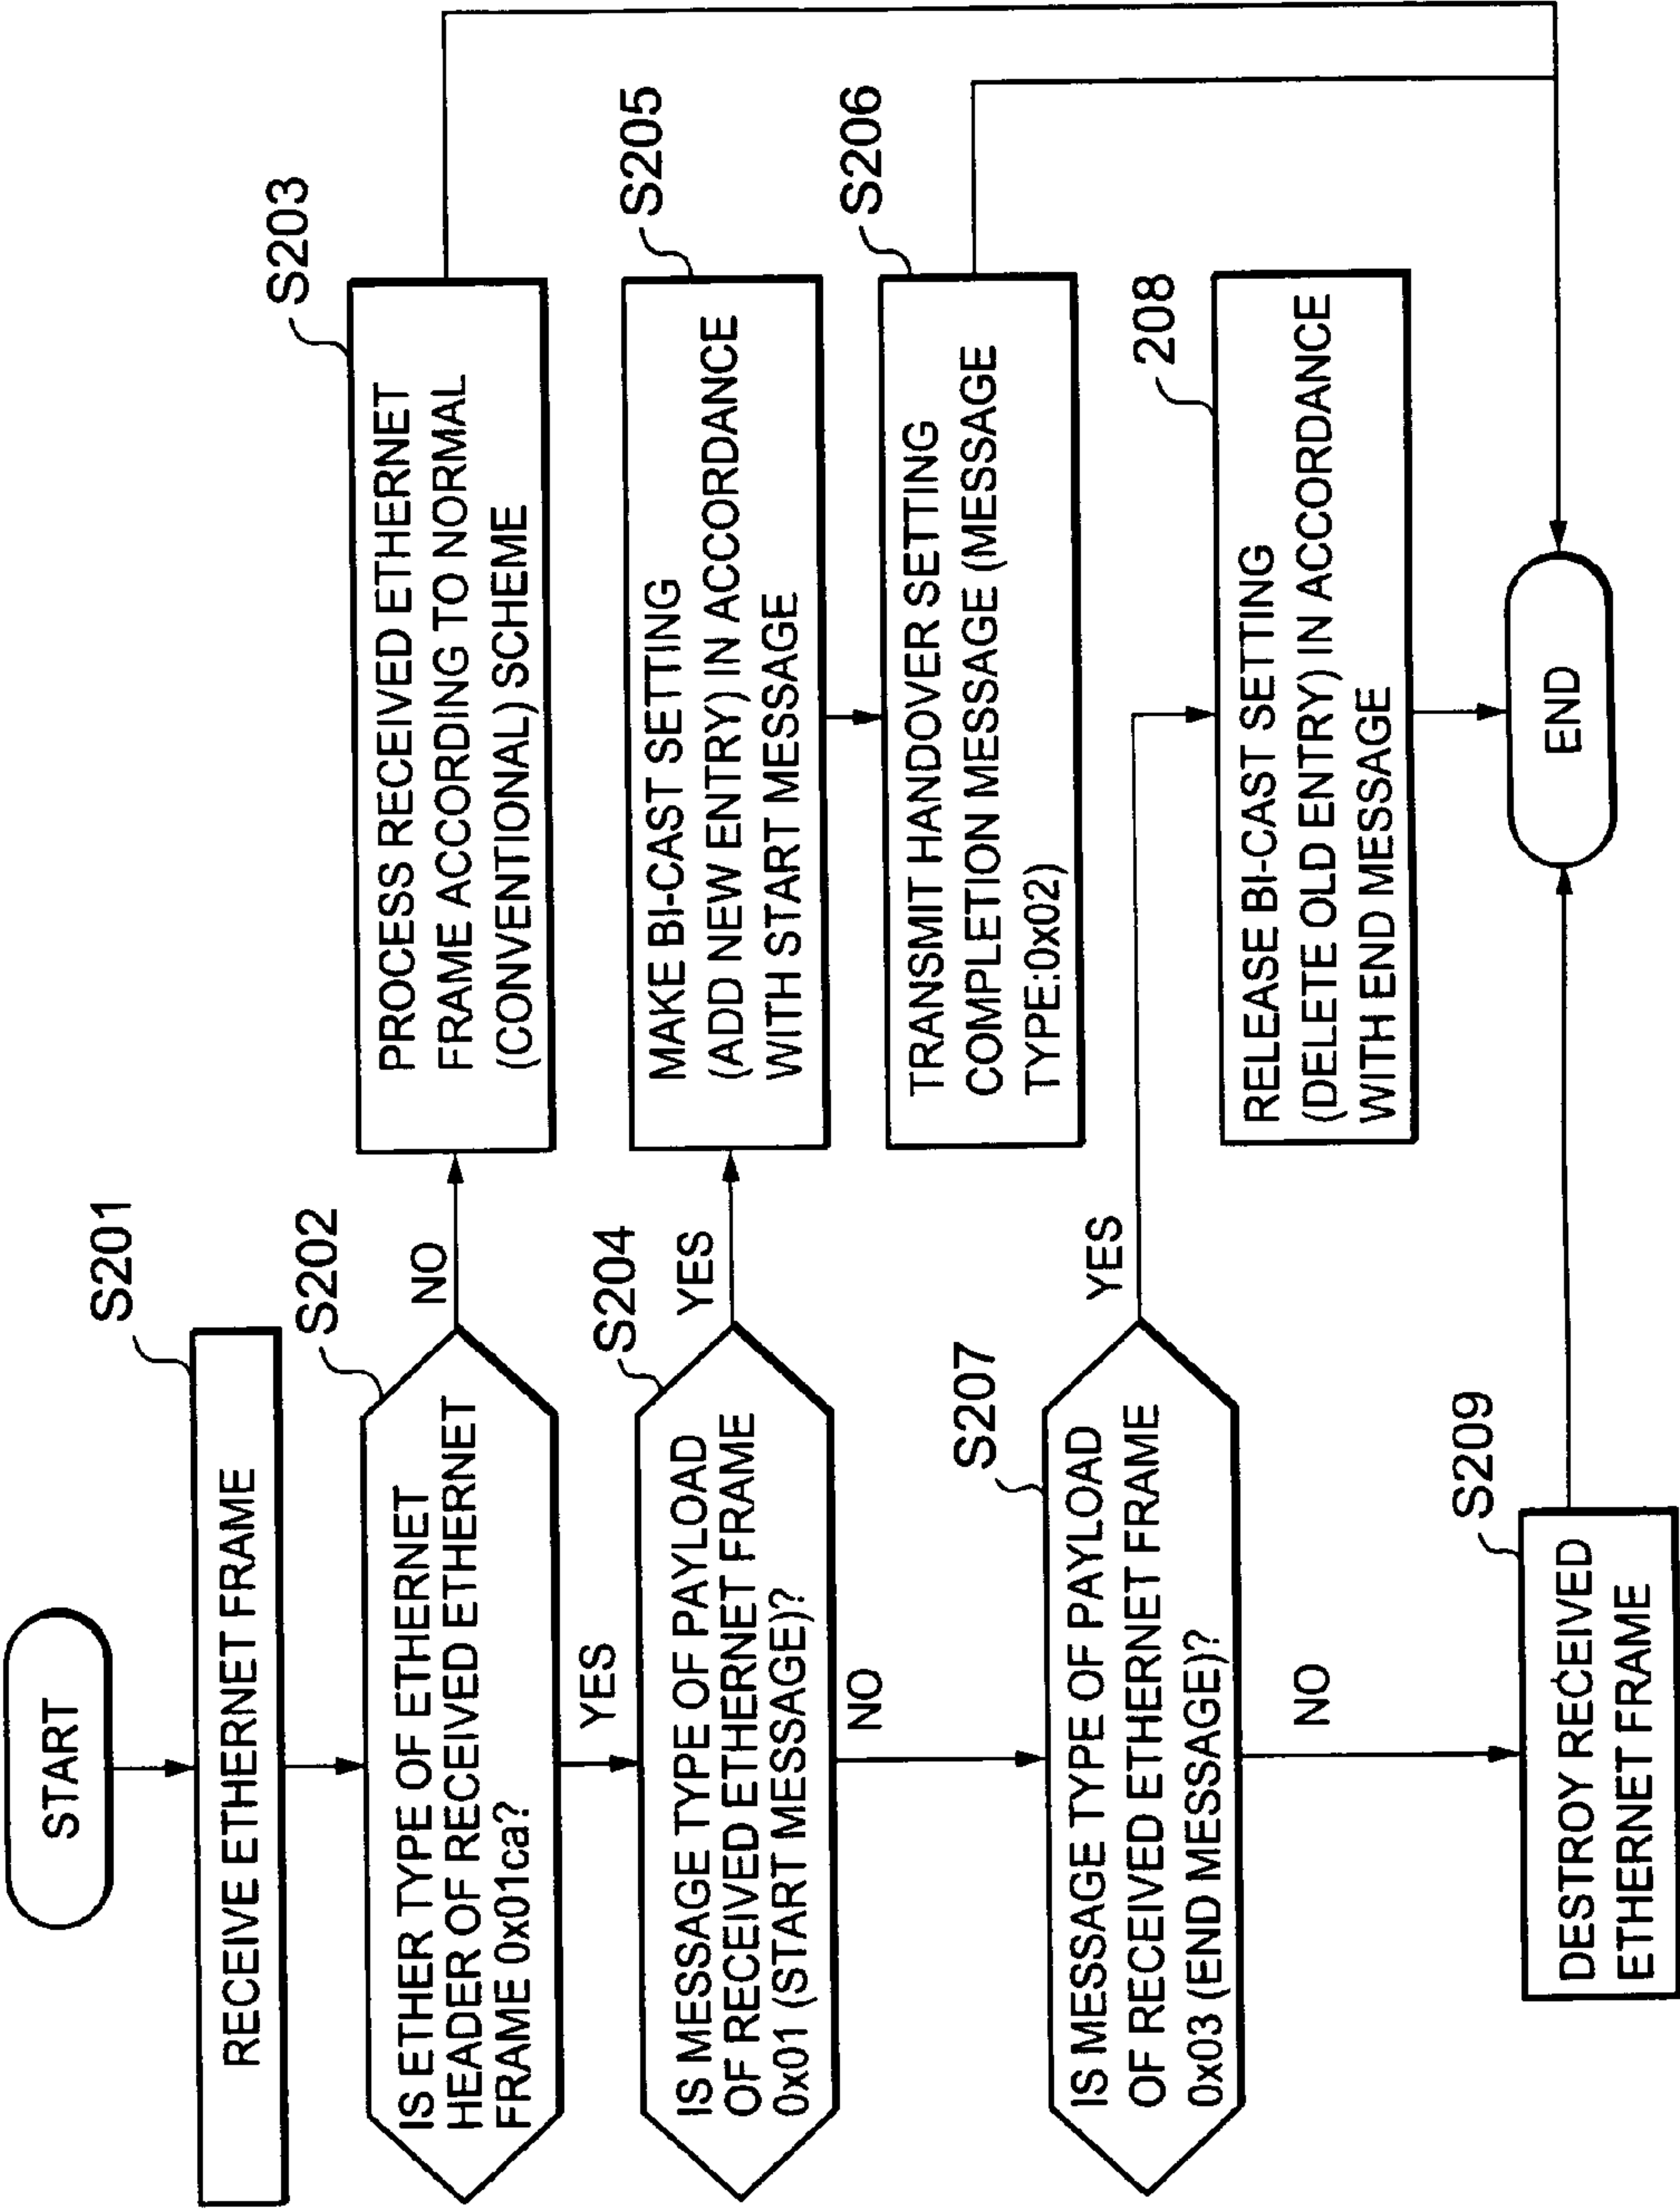 START
S201
RECEIVE ETHERNET FRAME
S202
IS ETHER TYPE OF ETHERNET
HEADER OF RECEIVED ETHERNET
FRAME 0x01ca?
NO
S203
PROCESS RECEIVED ETHERNET
FRAME ACCORDING TO NORMAL
(CONVENTIONAL) SCHEME
YES
S204
IS MESSAGE TYPE OF PAYLOAD
OF RECEIVED ETHERNET FRAME
0x01 (START MESSAGE)?
YES
S205
MAKE BI-CAST SETTING
(ADD NEW ENTRY) IN ACCORDANCE
WITH START MESSAGE
S206
TRANSMIT HANDOVER SETTING
COMPLETION MESSAGE (MESSAGE
TYPE:0x02)
NO
S207
IS MESSAGE TYPE OF PAYLOAD
OF RECEIVED ETHERNET FRAME
0x03 (END MESSAGE)?
YES
208
RELEASE BI-CAST SETTING
(DELETE OLD ENTRY) IN ACCORDANCE
WITH END MESSAGE
NO
S209
DESTROY RECEIVED
ETHERNET FRAME
END